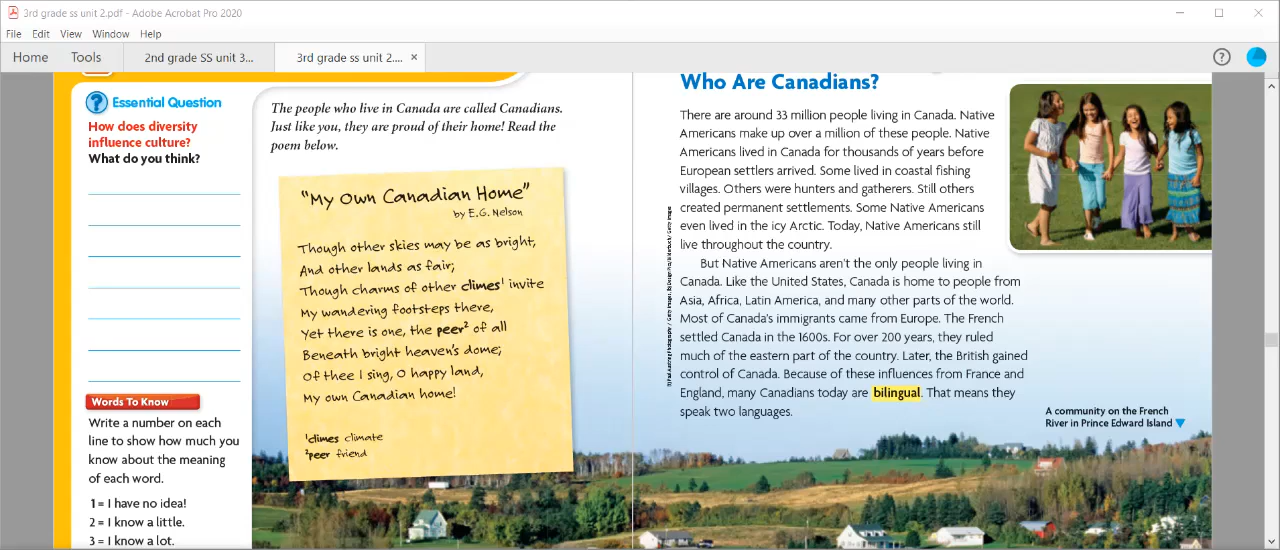 3rd grade ss unit 2.pdf - Adobe Acrobat Pro 2020
File Edit View Window Help
Home Tools 2nd grade SS unit 3... 3rd grade ss unit 2.... ×
?
? Essential Question
How does diversity
influence culture?
What do you think?
Words To Know
Write a number on each
line to show how much you
know about the meaning
of each word.
1 = I have no idea!
2 = I know a little.
3 = I know a lot.
The people who live in Canada are called Canadians.
Just like you, they are proud of their home! Read the
poem below.
"My Own Canadian Home"
by E.G. Nelson
Though other skies may be as bright,
And other lands as fair;
Though charms of other climes¹ invite
My wandering footsteps there,
Yet there is one, the peer² of all
Beneath bright heaven's dome;
Of thee I sing, O happy land,
My own Canadian home!
¹climes climate
²peer friend
Who Are Canadians?
There are around 33 million people living in Canada. Native
Americans make up over a million of these people. Native
Americans lived in Canada for thousands of years before
European settlers arrived. Some lived in coastal fishing
villages. Others were hunters and gatherers. Still others
created permanent settlements. Some Native Americans
even lived in the icy Arctic. Today, Native Americans still
live throughout the country.
But Native Americans aren't the only people living in
Canada. Like the United States, Canada is home to people from
Asia, Africa, Latin America, and many other parts of the world.
Most of Canada's immigrants came from Europe. The French
settled Canada in the 1600s. For over 200 years, they ruled
much of the eastern part of the country. Later, the British gained
control of Canada. Because of these influences from France and
England, many Canadians today are bilingual. That means they
speak two languages.
A community on the French
River in Prince Edward Island